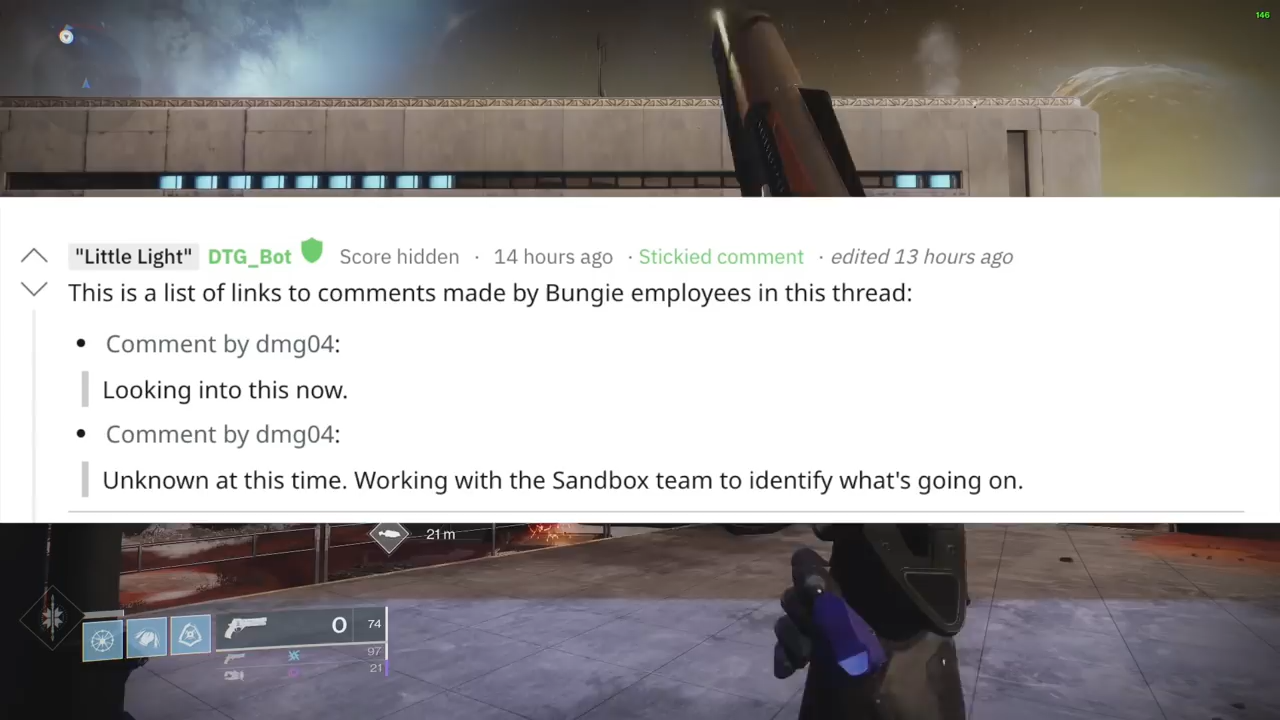 146
"Little Light" DTG_Bot Score hidden · 14 hours ago · Stickied comment · edited 13 hours ago
This is a list of links to comments made by Bungie employees in this thread:
• Comment by dmg04:
Looking into this now.
• Comment by dmg04:
Unknown at this time. Working with the Sandbox team to identify what's going on.
21m
0 74
97
21